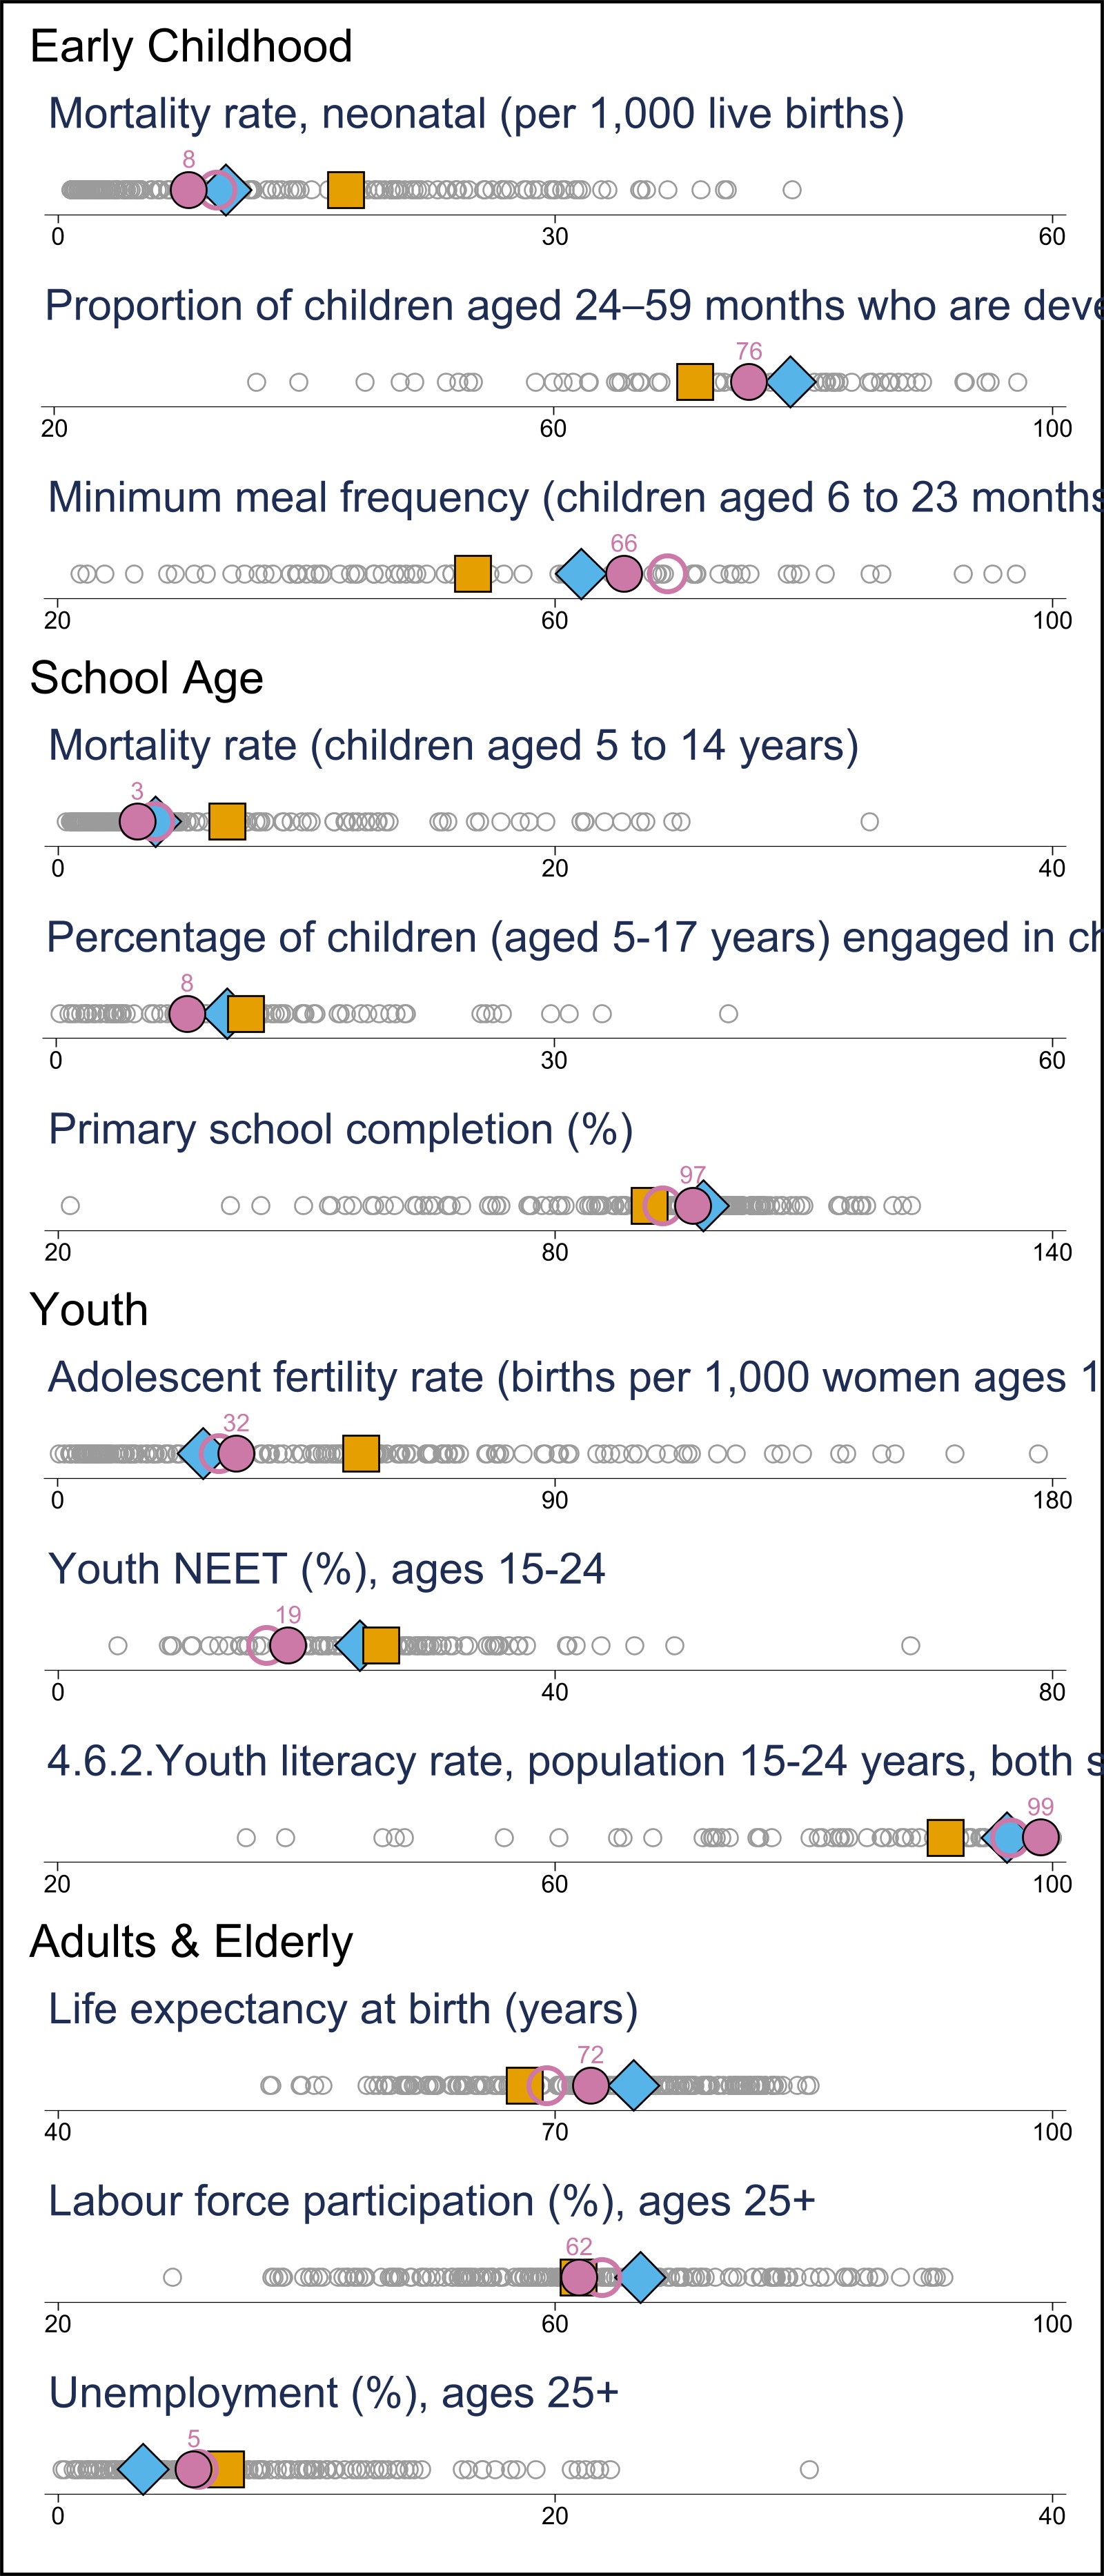 Early Childhood
Mortality rate, neonatal (per 1,000 live births)
8
0 30 60
Proportion of children aged 24–59 months who are deve
76
20 60 100
Minimum meal frequency (children aged 6 to 23 months
66
20 60 100
School Age
Mortality rate (children aged 5 to 14 years)
3
0 20 40
Percentage of children (aged 5-17 years) engaged in ch
8
0 30 60
Primary school completion (%)
97
20 80 140
Youth
Adolescent fertility rate (births per 1,000 women ages 1
32
0 90 180
Youth NEET (%), ages 15-24
19
0 40 80
4.6.2.Youth literacy rate, population 15-24 years, both s
99
20 60 100
Adults & Elderly
Life expectancy at birth (years)
72
40 70 100
Labour force participation (%), ages 25+
62
20 60 100
Unemployment (%), ages 25+
5
0 20 40